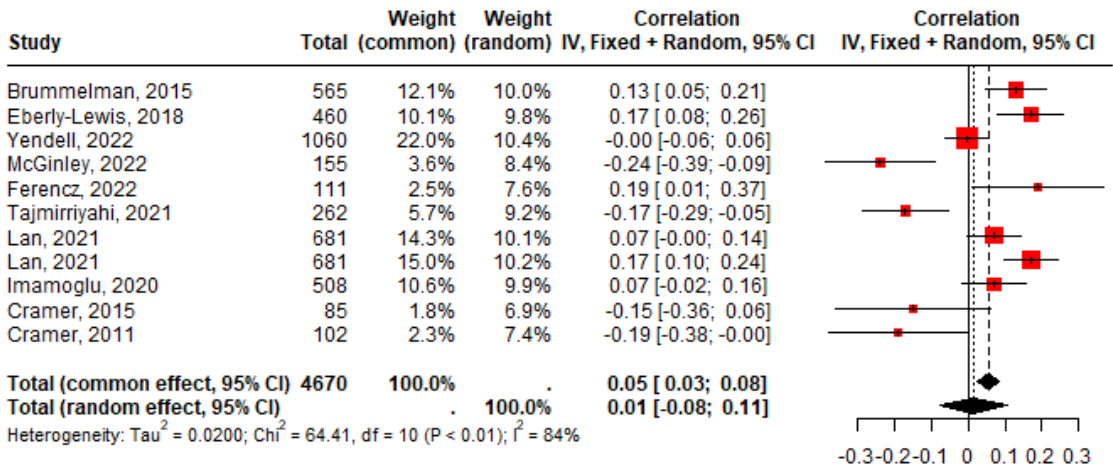 Weight Weight Correlation Correlation
Study Total (common) (random) IV, Fixed + Random, 95% CI IV, Fixed + Random, 95% CI
Brummelman, 2015 565 12.1% 10.0% 0.13 [ 0.05; 0.21]
Eberly-Lewis, 2018 460 10.1% 9.8% 0.17 [ 0.08; 0.26]
Yendell, 2022 1060 22.0% 10.4% -0.00 [-0.06; 0.06]
McGinley, 2022 155 3.6% 8.4% -0.24 [-0.39; -0.09]
Ferencz, 2022 111 2.5% 7.6% 0.19 [ 0.01; 0.37]
Tajmirriyahi, 2021 262 5.7% 9.2% -0.17 [-0.29; -0.05]
Lan, 2021 681 14.3% 10.1% 0.07 [-0.00; 0.14]
Lan, 2021 681 15.0% 10.2% 0.17 [ 0.10; 0.24]
Imamoglu, 2020 508 10.6% 9.9% 0.07 [-0.02; 0.16]
Cramer, 2015 85 1.8% 6.9% -0.15 [-0.36; 0.06]
Cramer, 2011 102 2.3% 7.4% -0.19 [-0.38; -0.00]
Total (common effect, 95% CI) 4670 100.0% . 0.05 [ 0.03; 0.08]
Total (random effect, 95% CI) . 100.0% 0.01 [-0.08; 0.11]
Heterogeneity: Tau² = 0.0200; Chi² = 64.41, df = 10 (P < 0.01); I² = 84%
-0.3 -0.2 -0.1 0 0.1 0.2 0.3